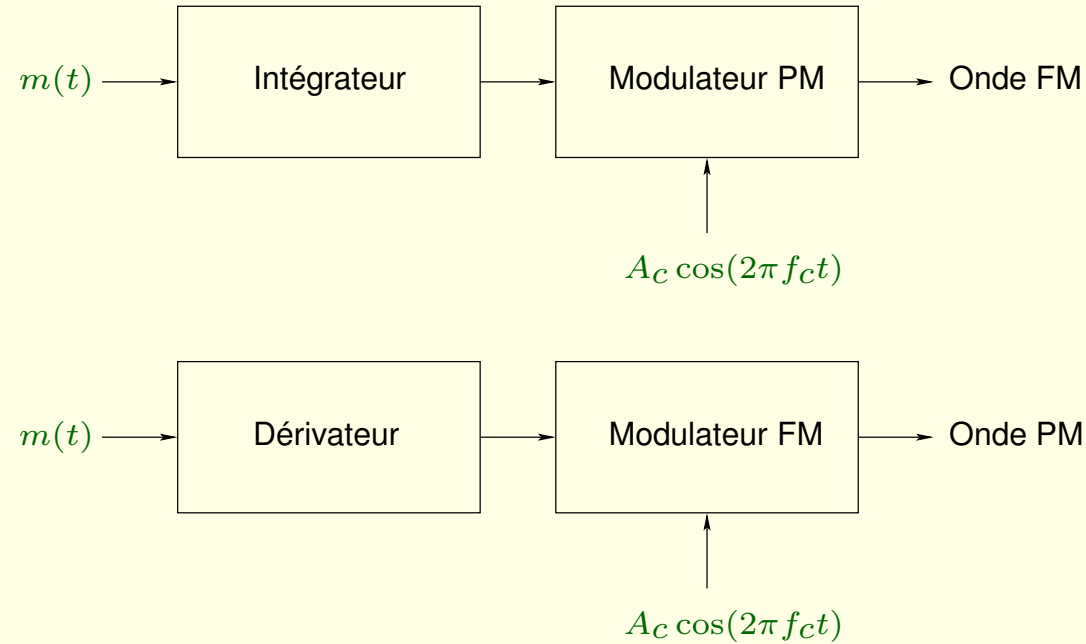 m(t) Intégrateur Modulateur PM Onde FM
A_c cos(2πf_ct)
m(t) Dérivateur Modulateur FM Onde PM
A_c cos(2πf_ct)